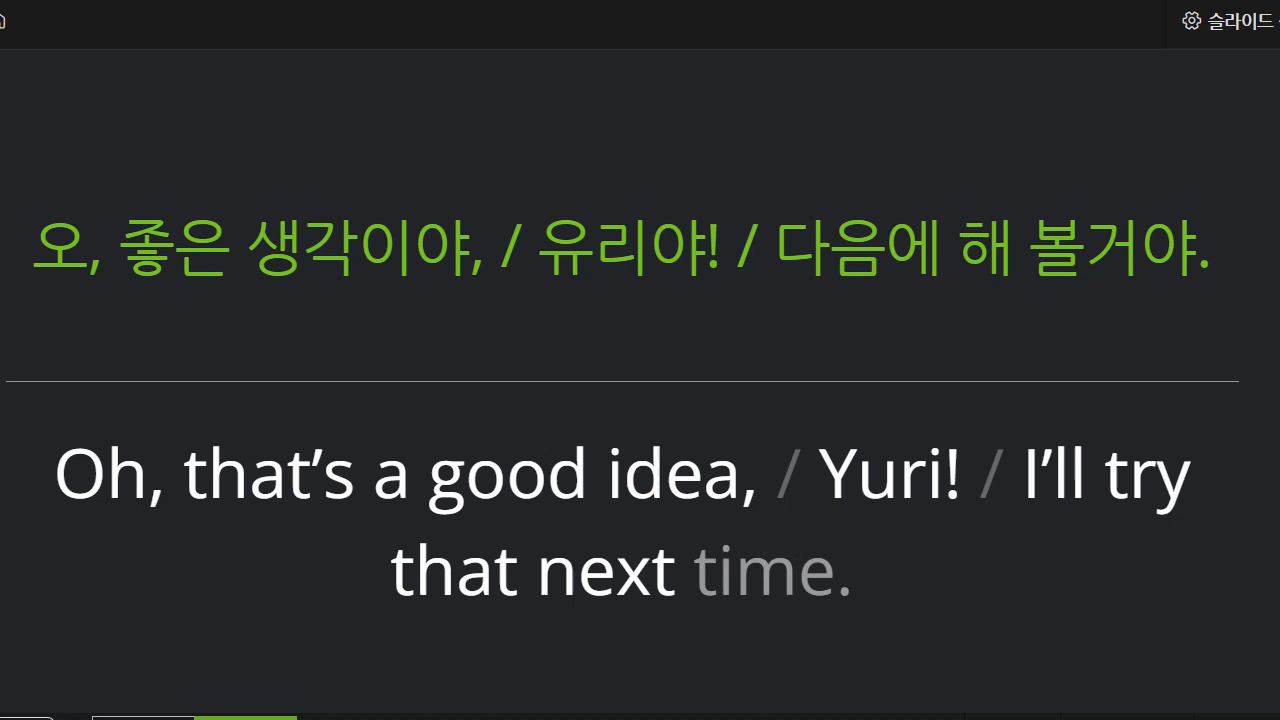 슬라이드
오, 좋은 생각이야, / 유리야! / 다음에 해 볼거야.
Oh, that’s a good idea, / Yuri! / I’ll try
that next time.